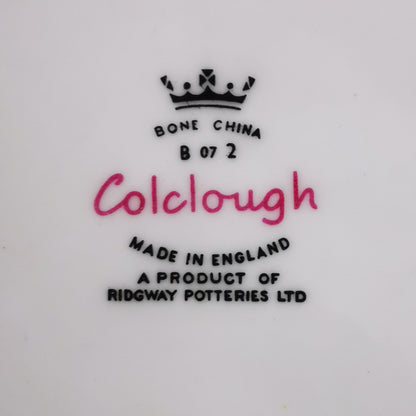 BONE CHINA
B 07 2
Colclough
MADE IN ENGLAND
A PRODUCT OF
RIDGWAY POTTERIES LTD